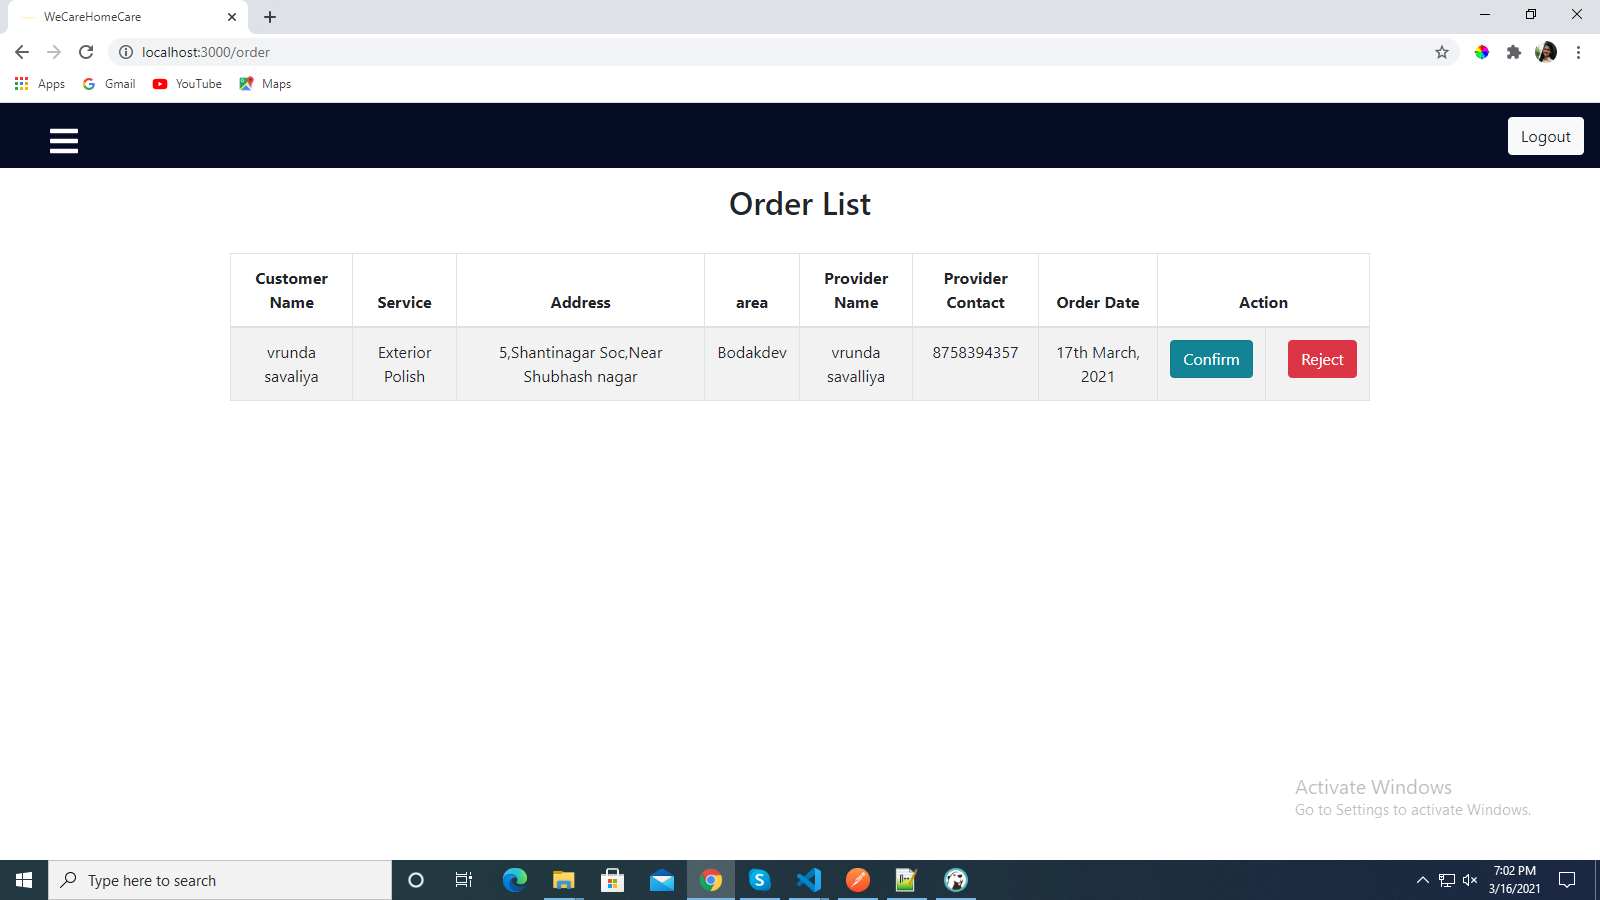 WeCareHomeCare
localhost:3000/order
Apps Gmail YouTube Maps
Logout
Order List
Customer Name Service Address area Provider Name Provider Contact Order Date Action
vrunda savaliya Exterior Polish 5,Shantinagar Soc,Near Shubhash nagar Bodakdev vrunda savalliya 8758394357 17th March, 2021 Confirm Reject
Activate Windows
Go to Settings to activate Windows.
Type here to search
7:02 PM
3/16/2021